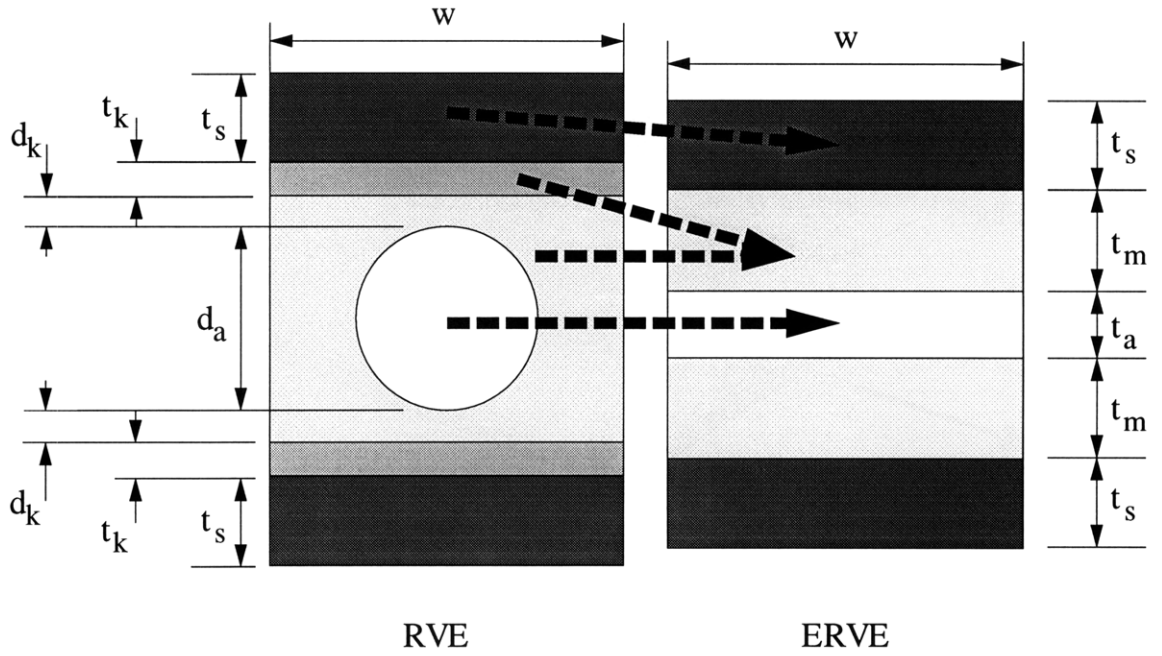 w
w
t_k
t_s
d_k
d_a
d_k
t_k
t_s
t_s
t_m
t_a
t_m
t_s
RVE
ERVE